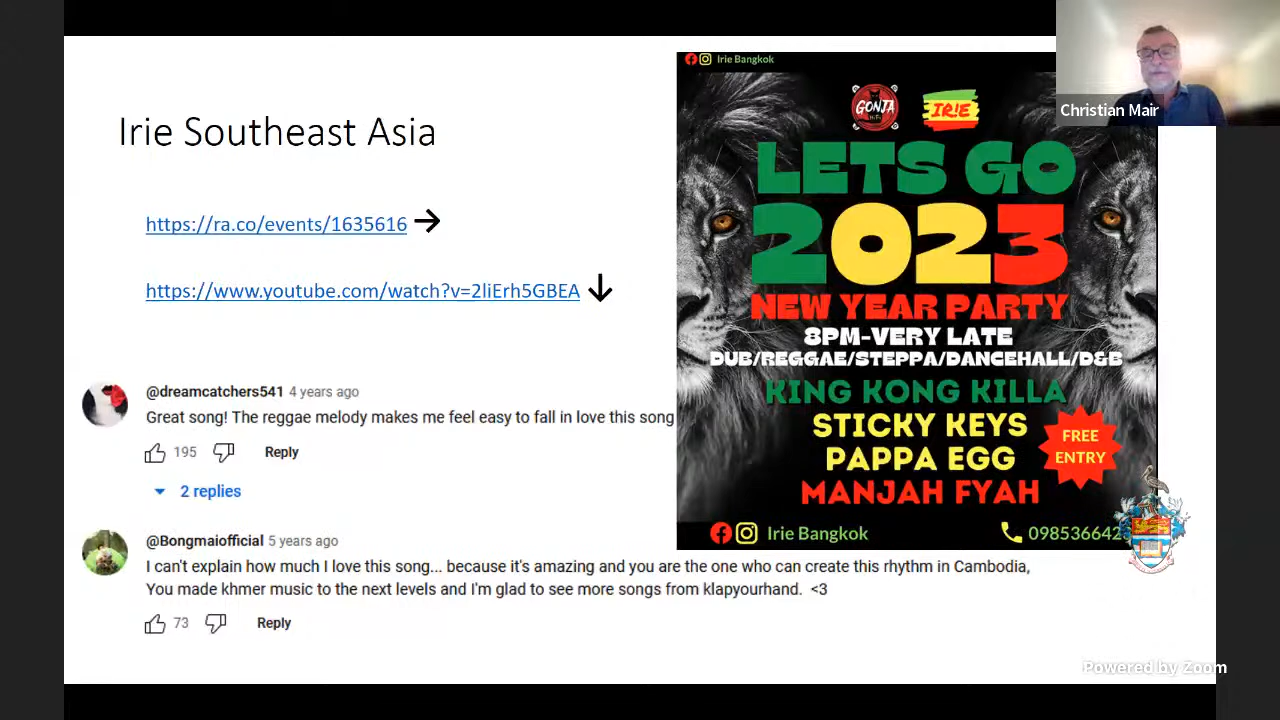 Irie Southeast Asia
https://ra.co/events/1635616
https://www.youtube.com/watch?v=2liErh5GBEA
@dreamcatchers541 4 years ago
Great song! The reggae melody makes me feel easy to fall in love this song
195 Reply
2 replies
@Bongmaiofficial 5 years ago
I can't explain how much I love this song... because it's amazing and you are the one who can create this rhythm in Cambodia,
You made khmer music to the next levels and I'm glad to see more songs from klapyourhand. <3
73 Reply
Irie Bangkok
GONJA
HiFi
IRIE
LETS GO
2023
NEW YEAR PARTY
8PM-VERY LATE
DUB/REGGAE/STEPPA/DANCEHALL/D&B
KING KONG KILLA
STICKY KEYS
PAPPA EGG
MANJAH FYAH
FREE
ENTRY
Irie Bangkok
Christian Mair
Powered by Zoom